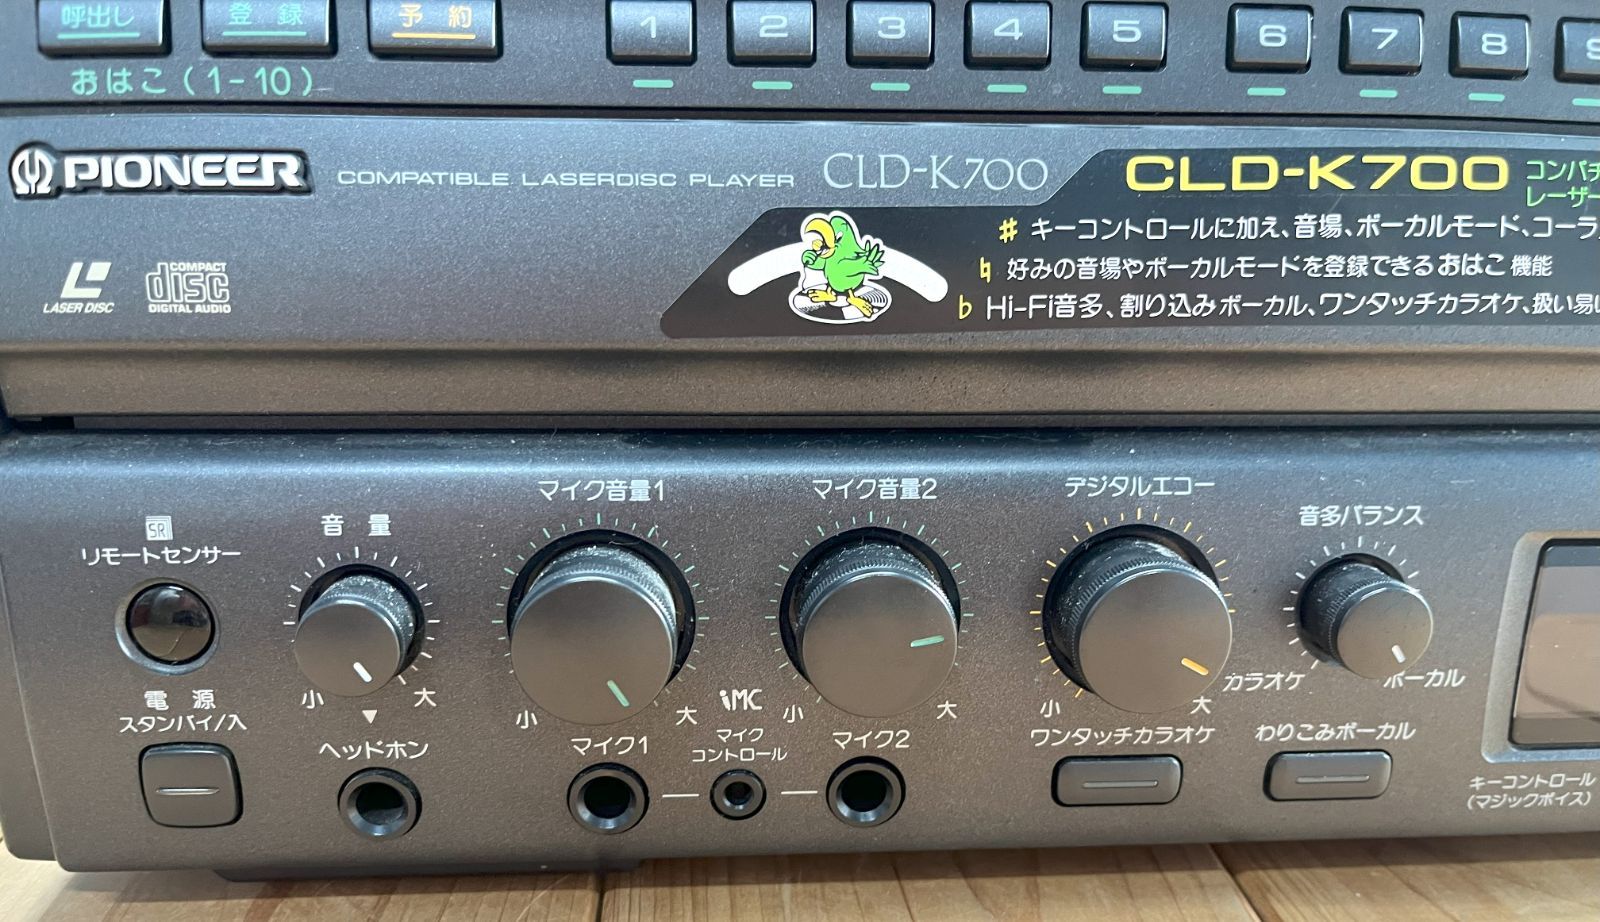 呼出し 登録 予約 1 2 3 4 5 6 7 8 9
おはこ(1-10)
PIONEER COMPATIBLE LASERDISC PLAYER CLD-K700
CLD-K700
コンパチ
レーザー
♯ キーコントロールに加え、音場、ボーカルモード、コーラ
♮ 好みの音場やボーカルモードを登録できるおはこ機能
♭ Hi-Fi音多、割り込みボーカル、ワンタッチカラオケ、扱い易い
LASER DISC
COMPACT disc DIGITAL AUDIO
SR
リモートセンサー
音量
マイク音量1
マイク音量2
デジタルエコー
音多バランス
小 大
小 大
小 大
小 大
カラオケ ボーカル
電源
スタンバイ/入
ヘッドホン
マイク1
iMC
マイク
コントロール
マイク2
ワンタッチカラオケ
わりこみボーカル
キーコントロール
(マジックボイス)